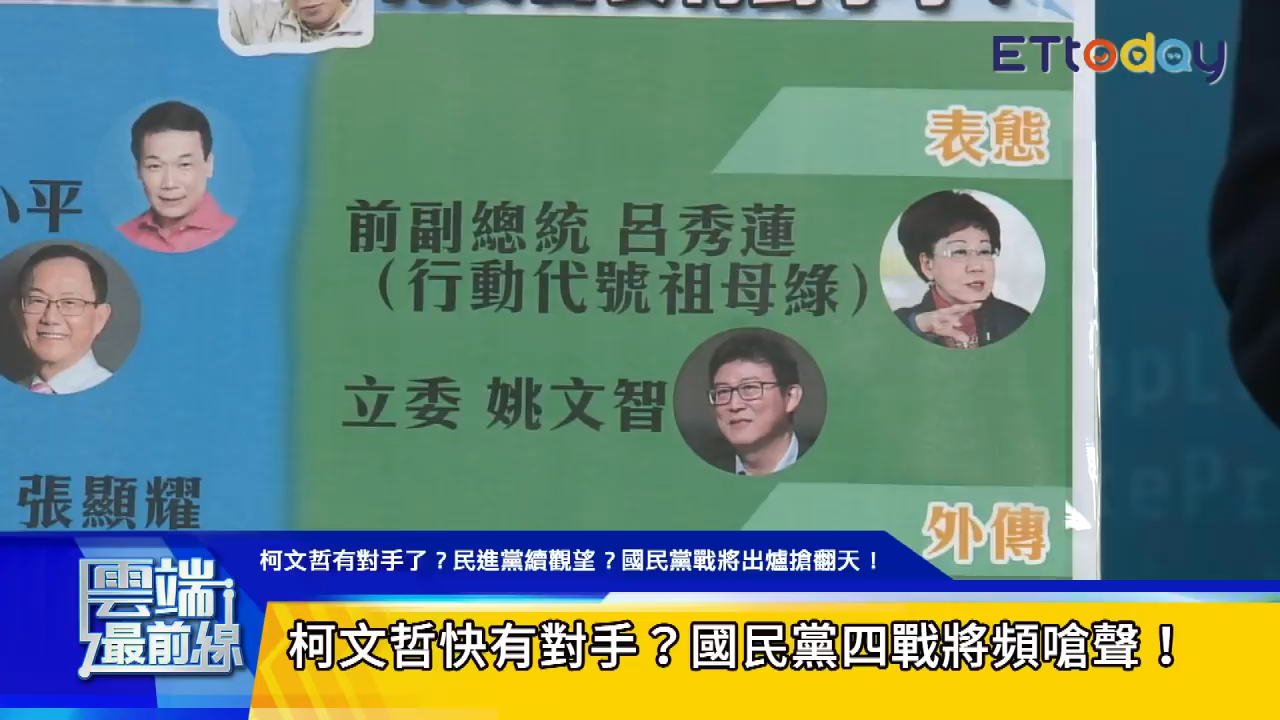 ETtoday
表態
小平
前副總統 呂秀蓮
（行動代號祖母綠）
立委 姚文智
張顯耀
外傳
柯文哲有對手了？民進黨續觀望？國民黨戰將出爐搶翻天！
雲端
最前線
柯文哲快有對手？國民黨四戰將頻嗆聲！